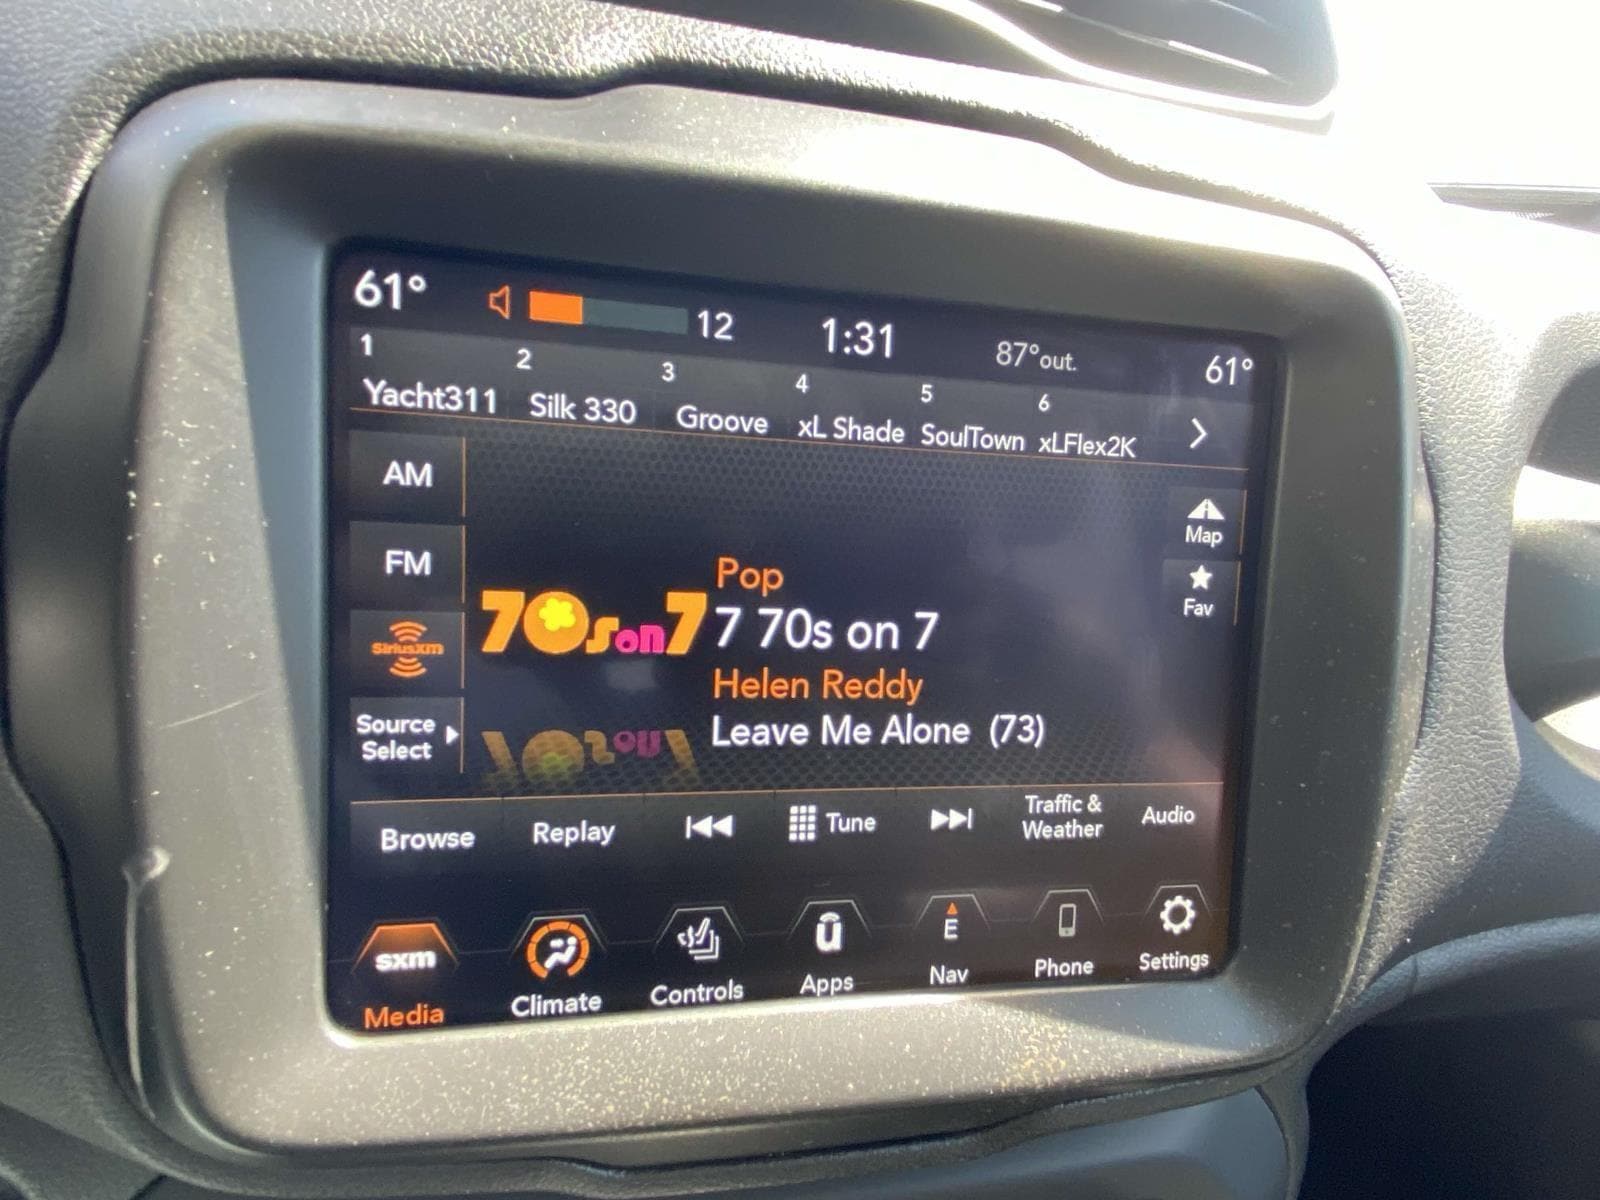 61° 12 1:31 87°out. 61°
1 2 3 4 5 6
Yacht311 Silk 330 Groove xL Shade SoulTown xLFlex2K
AM
FM
SiriusXM
Source
Select
Map
Fav
70s on 7
Pop
7 70s on 7
Helen Reddy
Leave Me Alone (73)
Browse Replay Tune Traffic &
Weather Audio
sxm E
Media Climate Controls Apps Nav Phone Settings